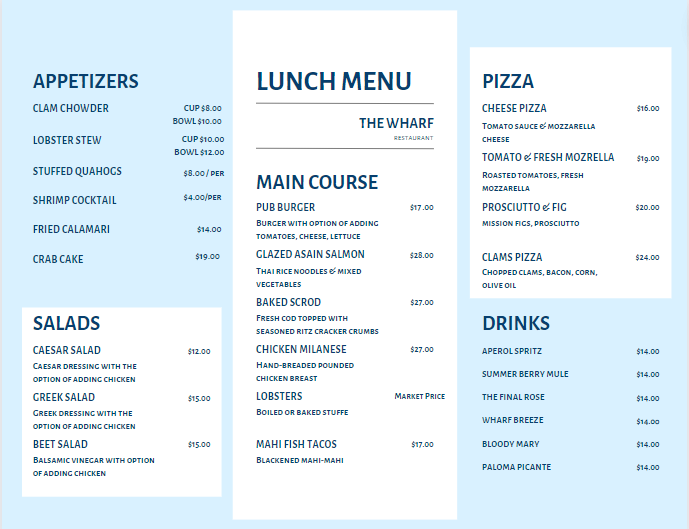 APPETIZERS
CLAM CHOWDER CUP $8.00
BOWL $10.00
LOBSTER STEW CUP $10.00
BOWL $12.00
STUFFED QUAHOGS $8.00 / PER
SHRIMP COCKTAIL $4.00/PER
FRIED CALAMARI $14.00
CRAB CAKE $19.00
SALADS
CAESAR SALAD $12.00
CAESAR DRESSING WITH THE
OPTION OF ADDING CHICKEN
GREEK SALAD $15.00
GREEK DRESSING WITH THE
OPTION OF ADDING CHICKEN
BEET SALAD $15.00
BALSAMIC VINEGAR WITH OPTION
OF ADDING CHICKEN
LUNCH MENU
THE WHARF
RESTAURANT
MAIN COURSE
PUB BURGER $17.00
BURGER WITH OPTION OF ADDING
TOMATOES, CHEESE, LETTUCE
GLAZED ASAIN SALMON $28.00
THAI RICE NOODLES & MIXED
VEGETABLES
BAKED SCROD $27.00
FRESH COD TOPPED WITH
SEASONED RITZ CRACKER CRUMBS
CHICKEN MILANESE $27.00
HAND-BREADED POUNDED
CHICKEN BREAST
LOBSTERS MARKET PRICE
BOILED OR BAKED STUFFE
MAHI FISH TACOS $17.00
BLACKENED MAHI-MAHI
PIZZA
CHEESE PIZZA $16.00
TOMATO SAUCE & MOZZARELLA
CHEESE
TOMATO & FRESH MOZRELLA $19.00
ROASTED TOMATOES, FRESH
MOZZARELLA
PROSCIUTTO & FIG $20.00
MISSION FIGS, PROSCIUTTO
CLAMS PIZZA $24.00
CHOPPED CLAMS, BACON, CORN,
OLIVE OIL
DRINKS
APEROL SPRITZ $14.00
SUMMER BERRY MULE $14.00
THE FINAL ROSE $14.00
WHARF BREEZE $14.00
BLOODY MARY $14.00
PALOMA PICANTE $14.00